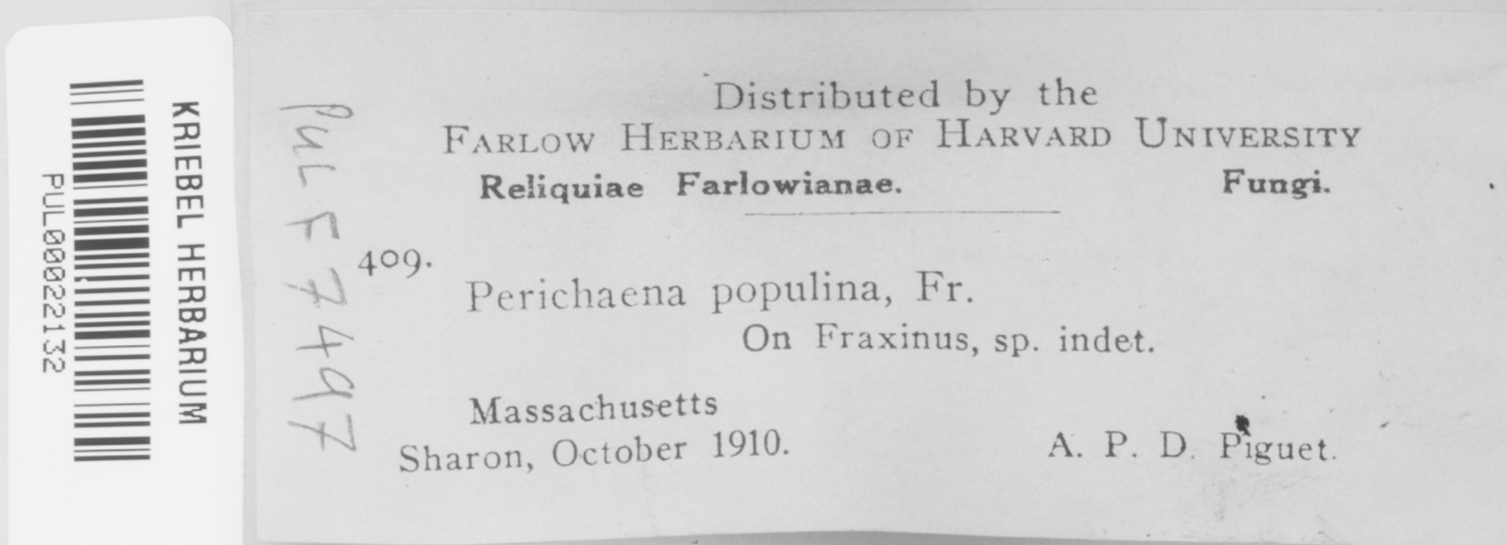 KRIEBEL HERBARIUM
PUL00022132
PUL F 7497
Distributed by the
FARLOW HERBARIUM OF HARVARD UNIVERSITY
Reliquiae Farlowianae. Fungi.
409.
Perichaena populina, Fr.
On Fraxinus, sp. indet.
Massachusetts
Sharon, October 1910. A. P. D. Piguet.